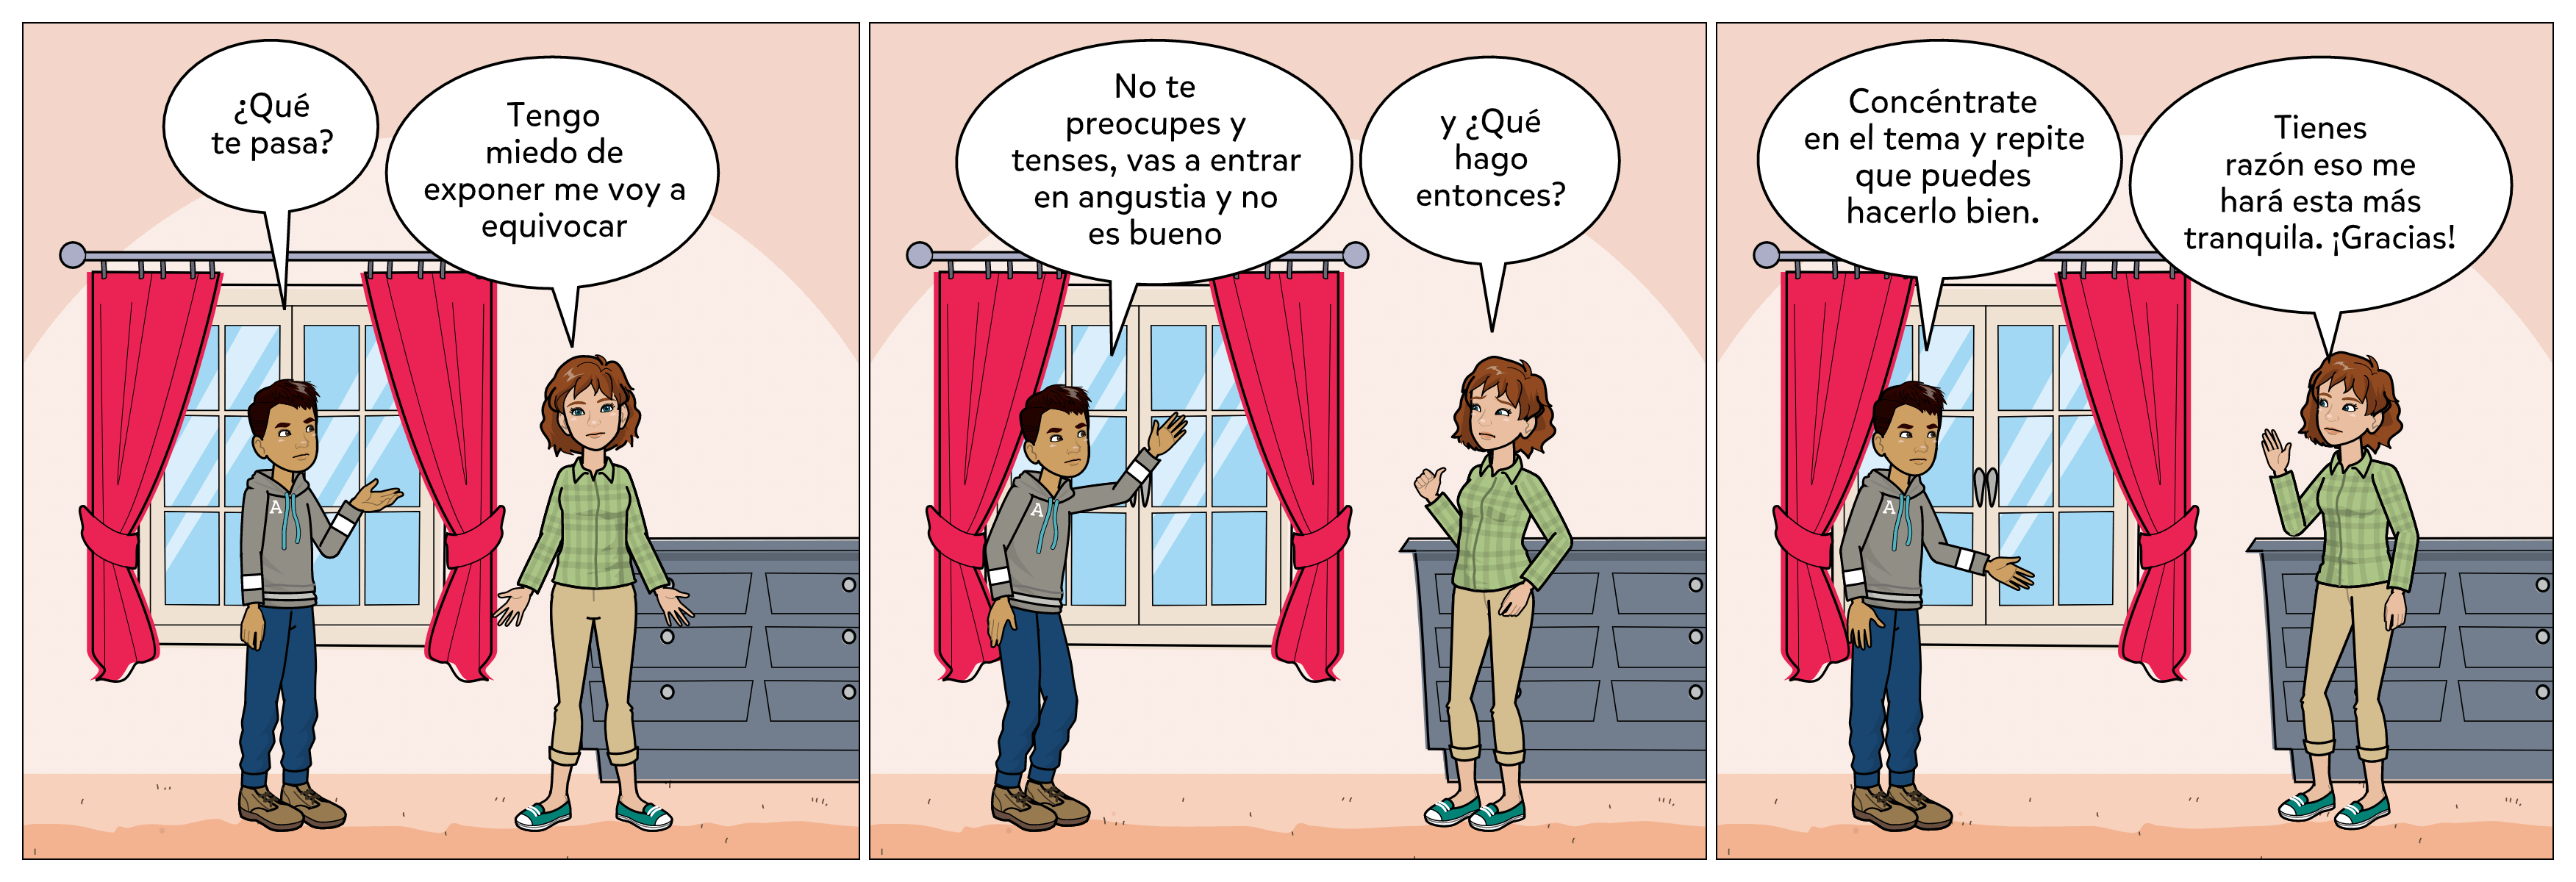 ¿Qué
te pasa?
Tengo
miedo de
exponer me voy a
equivocar
No te
preocupes y
tenses, vas a entrar
en angustia y no
es bueno
y ¿Qué
hago
entonces?
Concéntrate
en el tema y repite
que puedes
hacerlo bien.
Tienes
razón eso me
hará esta más
tranquila. ¡Gracias!
A
A
A